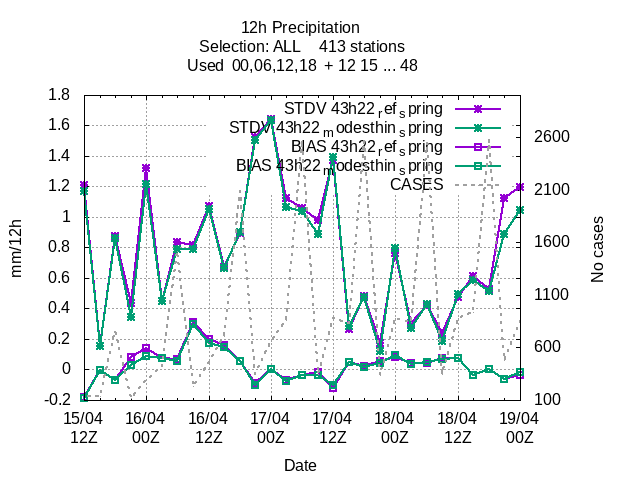 12h Precipitation
Selection: ALL 413 stations
Used 00,06,12,18 + 12 15 ... 48
STDV 43h22_ref_spring
STDV 43h22_modesthin_spring
BIAS 43h22_ref_spring
BIAS 43h22_modesthin_spring
CASES
1.8
1.6
1.4
1.2
1
0.8
0.6
0.4
0.2
0
-0.2
mm/12h
2600
2100
1600
1100
600
100
No cases
15/04 16/04 16/04 17/04 17/04 18/04 18/04 19/04
12Z 00Z 12Z 00Z 12Z 00Z 12Z 00Z
Date